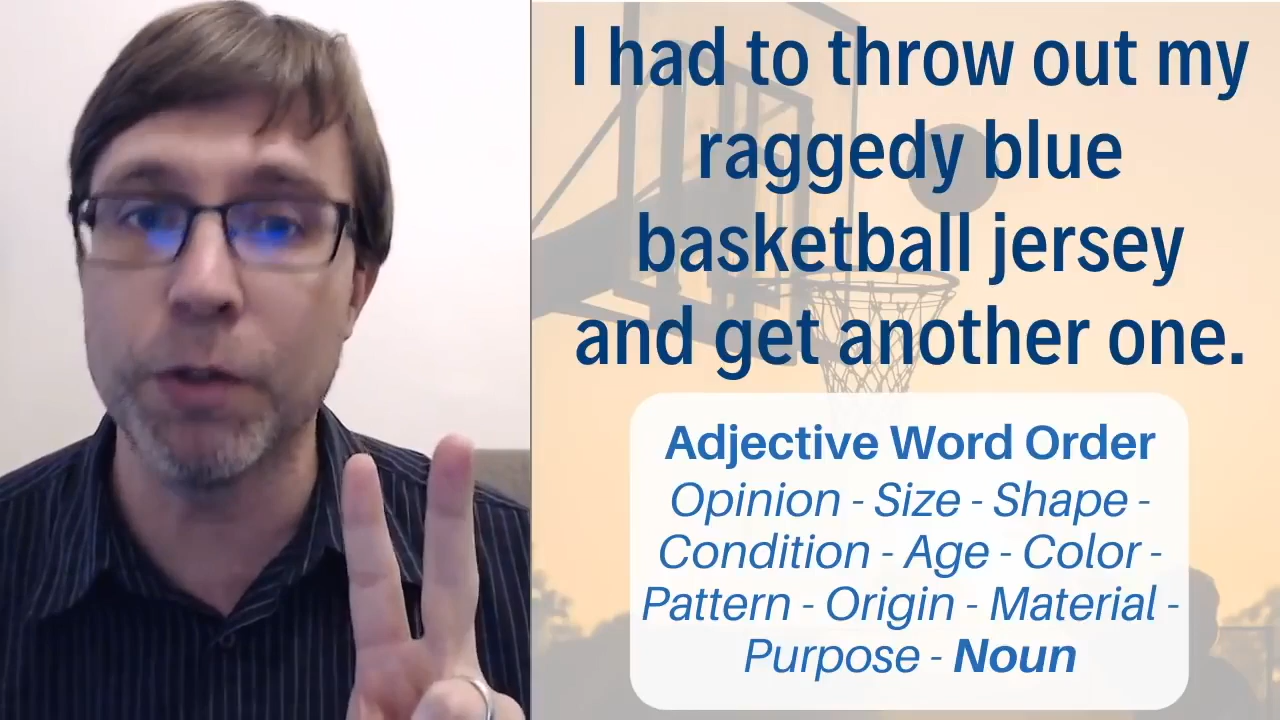 I had to throw out my
raggedy blue
basketball jersey
and get another one.
Adjective Word Order
Opinion - Size - Shape -
Condition - Age - Color -
Pattern - Origin - Material -
Purpose - Noun